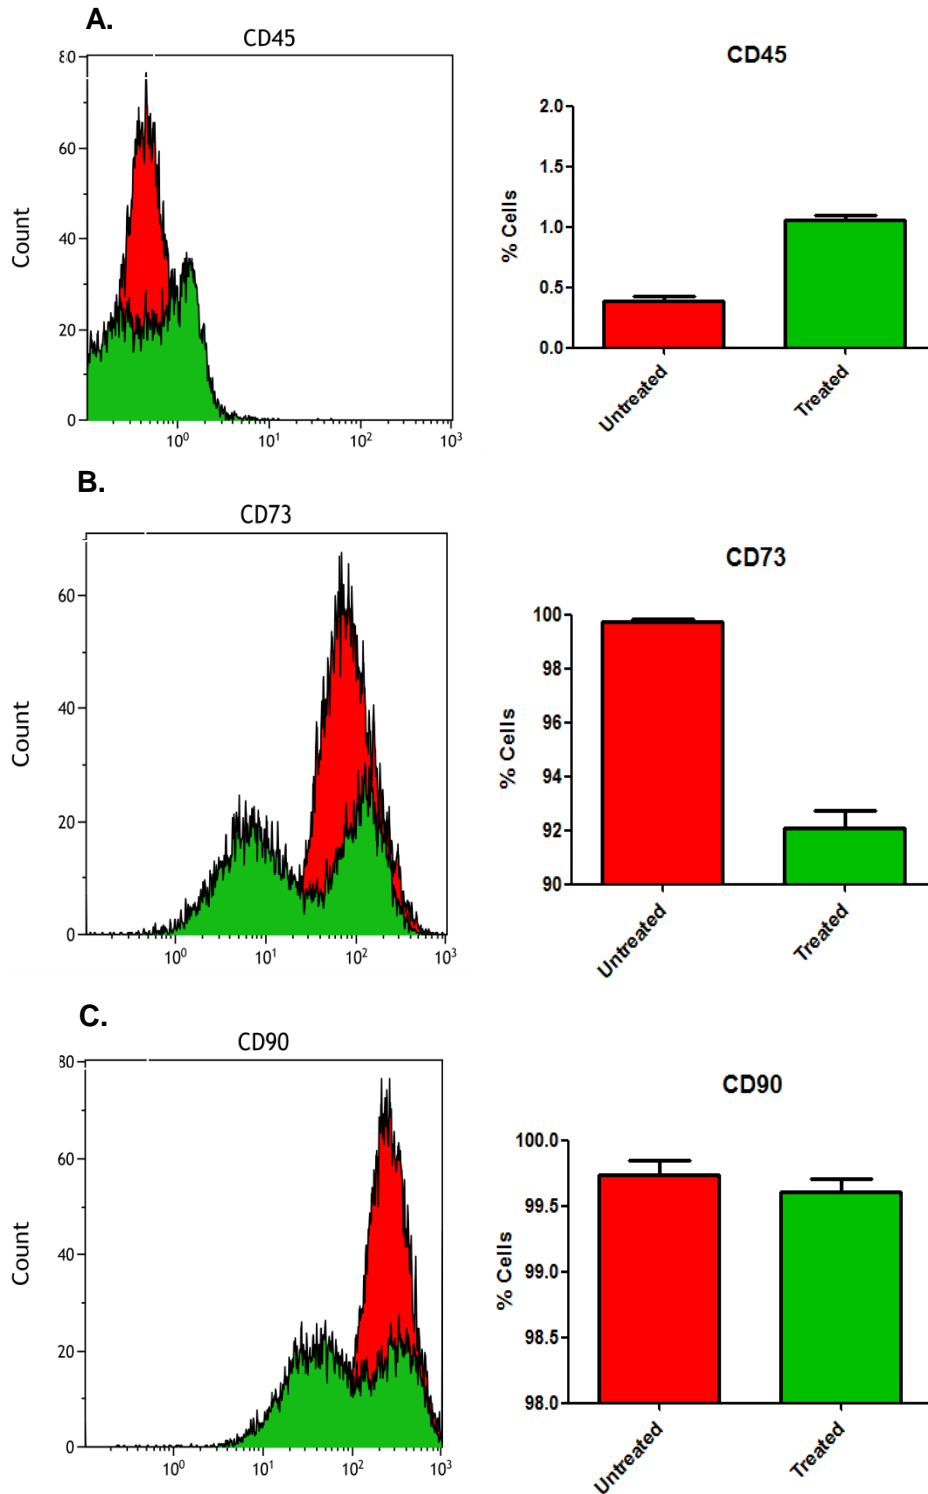 A.
CD45
80
60
40
20
0
Count
10⁰ 10¹ 10² 10³
CD45
2.0
1.5
1.0
0.5
0.0
% Cells
Untreated
Treated
B.
CD73
60
40
20
0
Count
10⁰ 10¹ 10² 10³
CD73
100
98
96
94
92
90
% Cells
Untreated
Treated
C.
CD90
80
60
40
20
0
Count
10⁰ 10¹ 10² 10³
CD90
100.0
99.5
99.0
98.5
98.0
% Cells
Untreated
Treated